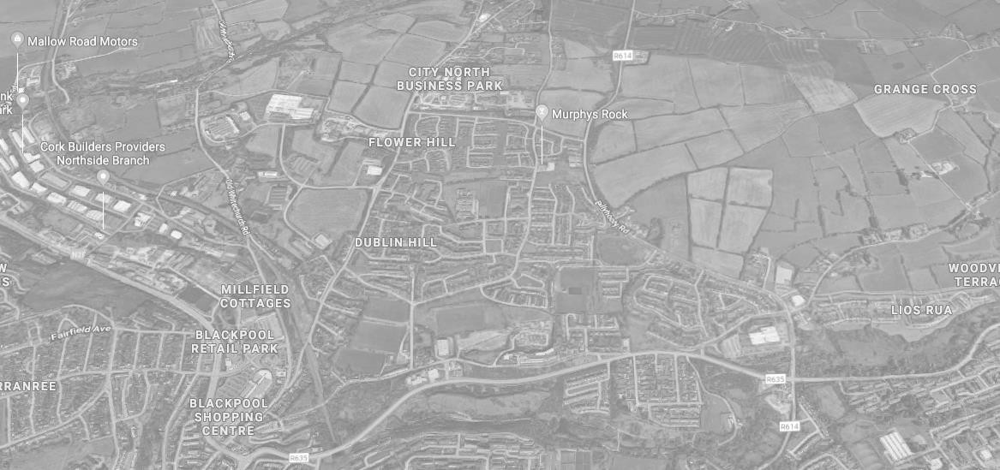 Mallow Road Motors
CITY NORTH
BUSINESS PARK
R614
GRANGE CROSS
nk
ark
Murphys Rock
FLOWER HILL
Cork Builders Providers
Northside Branch
Old Whitechurch Rd
Ballyhooly Rd
DUBLIN HILL
MILLFIELD
COTTAGES
WOODVI
TERRAC
LIOS RUA
Fairfield Ave
BLACKPOOL
RETAIL PARK
RRANREE
R635
BLACKPOOL
SHOPPING
CENTRE
R614
R635